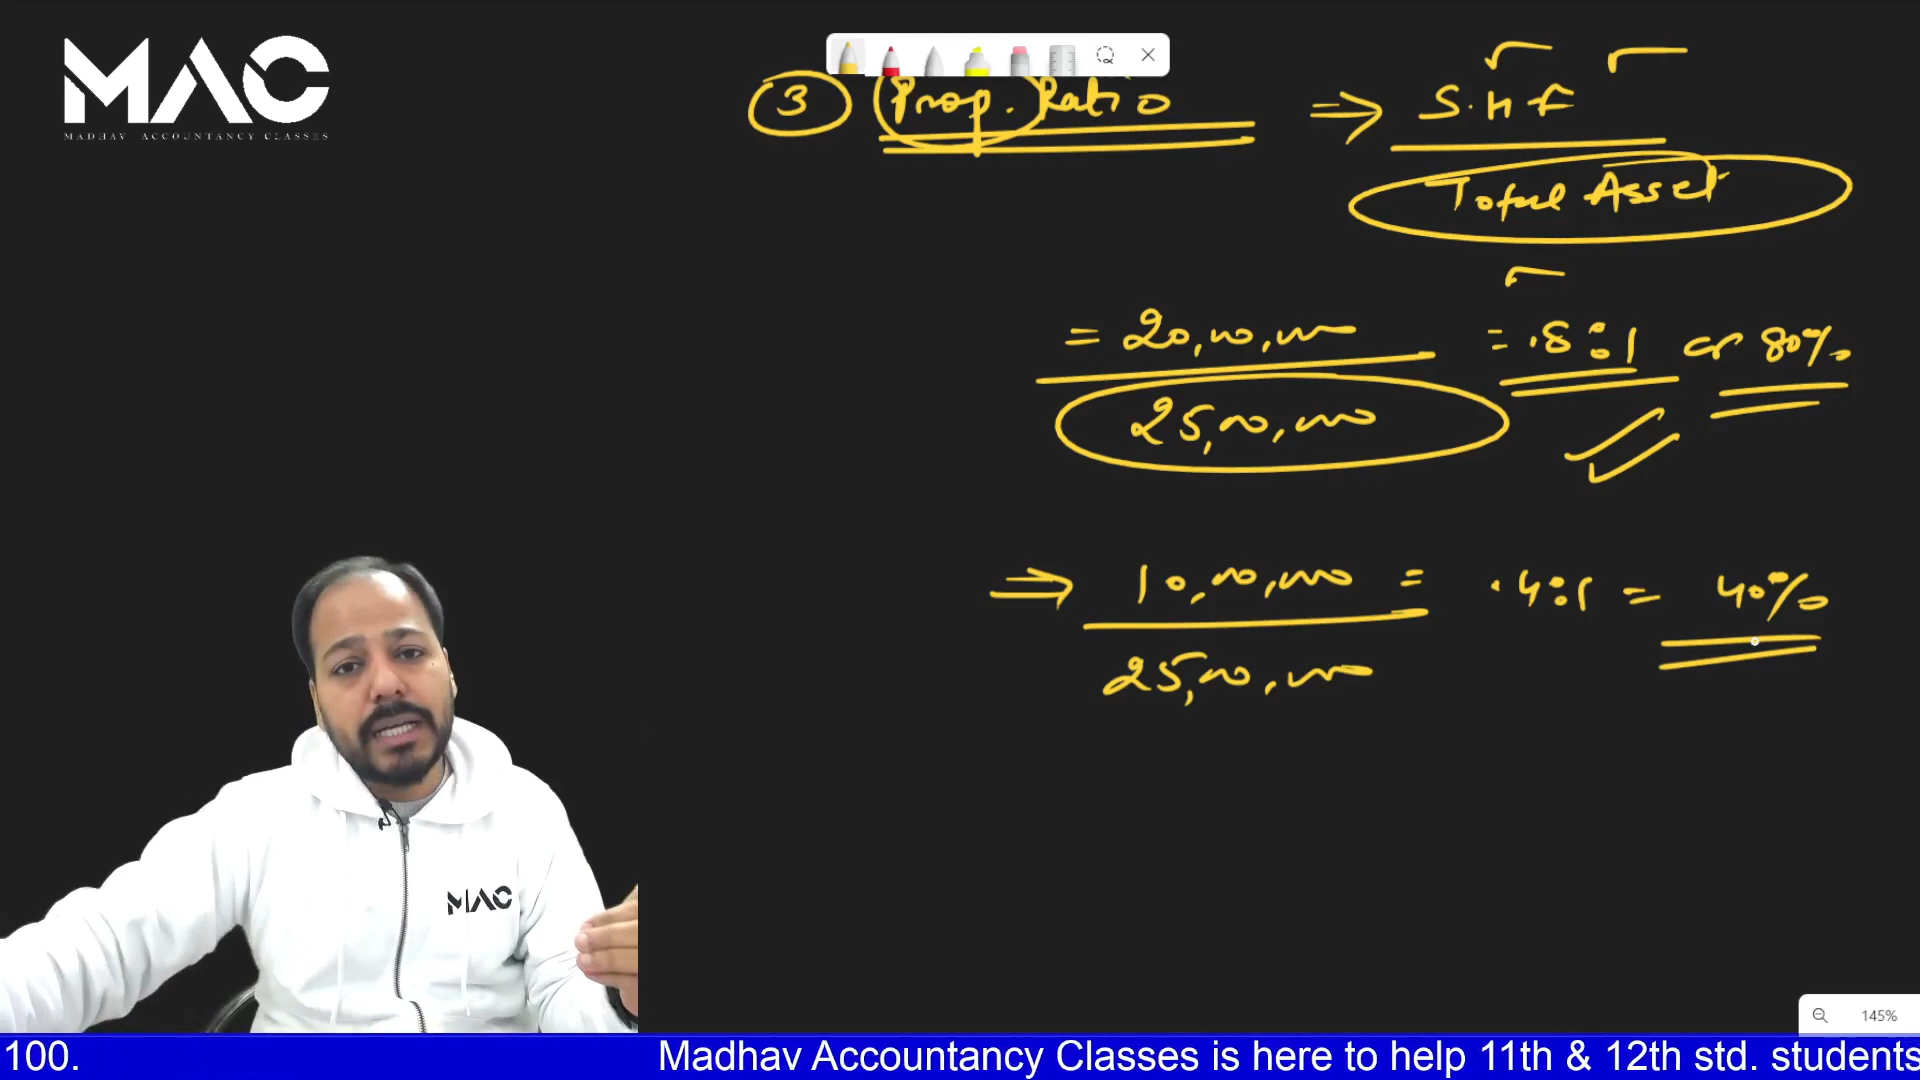 MAC
MADHAV ACCOUNTANCY CLASSES
3 Prop. Ratio => S.H.F
Total Asset
= 20,00,000 = .8:1 or 80%
25,00,000
=> 10,00,000 = .4:1 = 40%
25,00,000
MAC
145%
100. Madhav Accountancy Classes is here to help 11th & 12th std. students